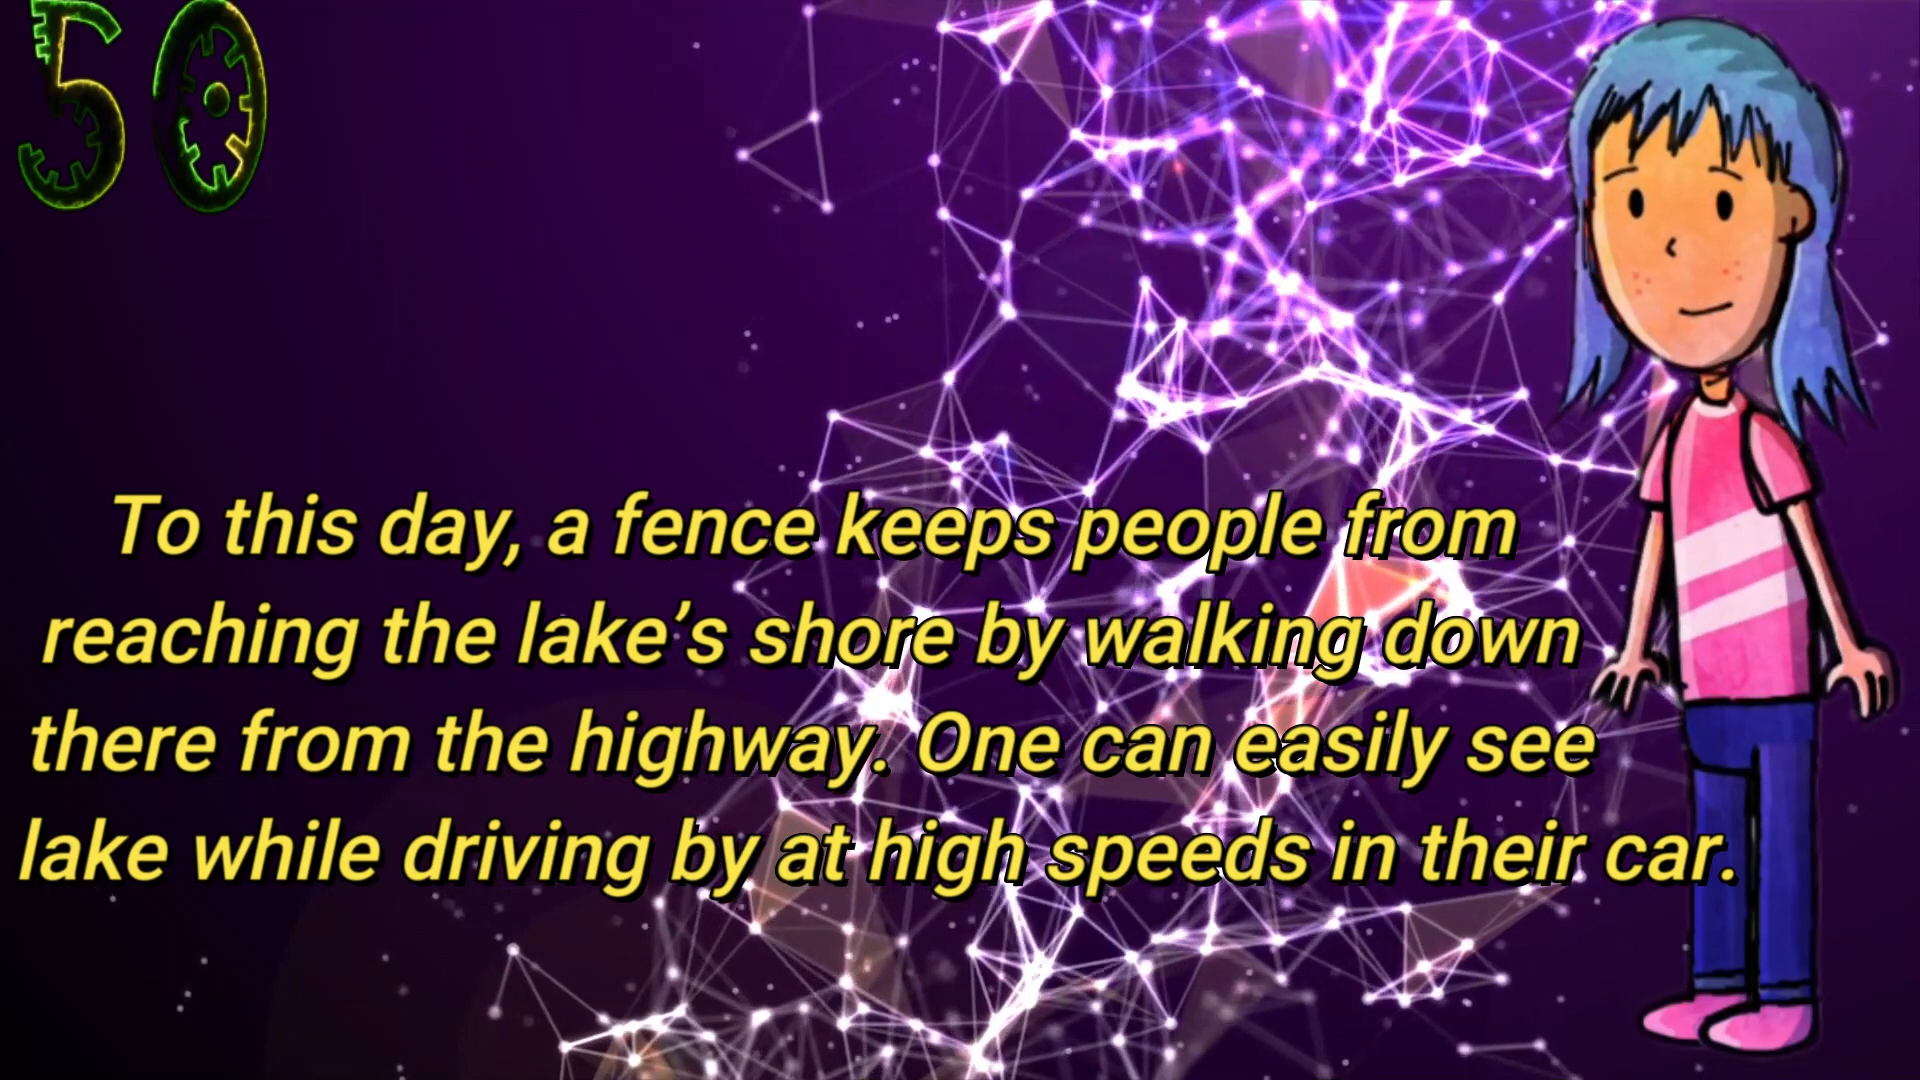 50
To this day, a fence keeps people from
reaching the lake’s shore by walking down
there from the highway. One can easily see
lake while driving by at high speeds in their car.